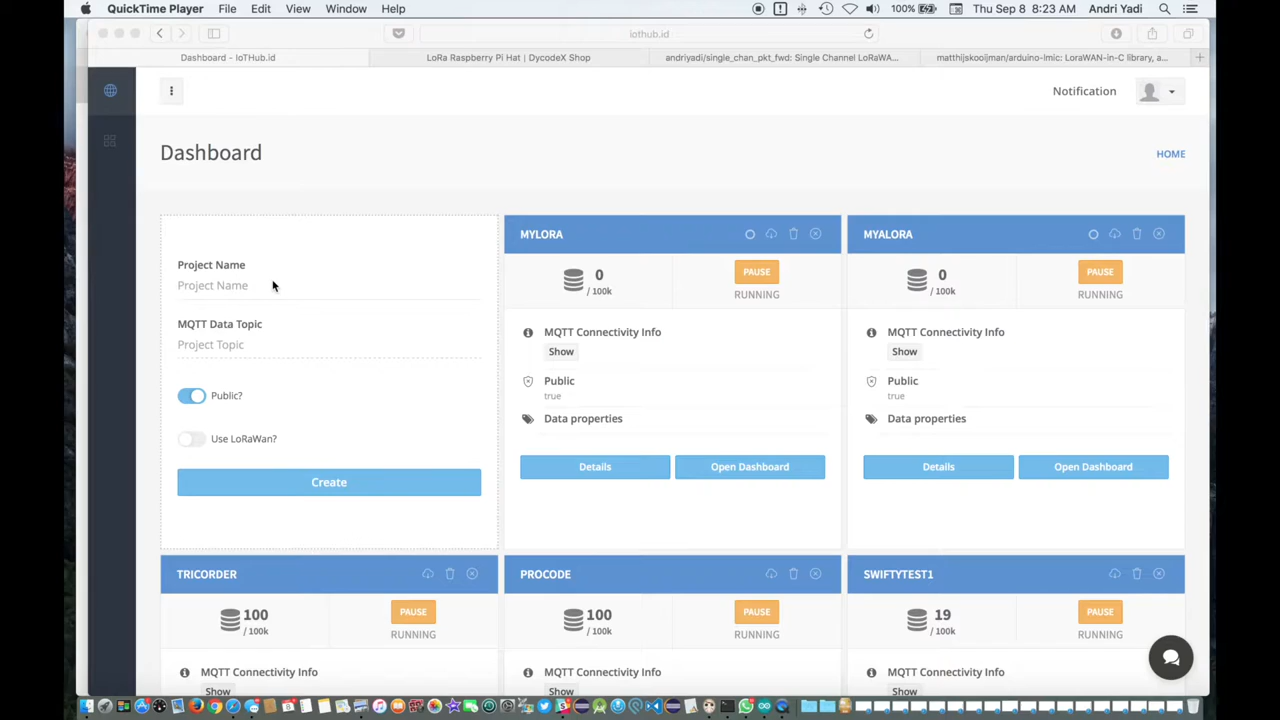 QuickTime Player File Edit View Window Help 100% Thu Sep 8 8:23 AM Andri Yadi
iothub.id
Dashboard - IoTHub.id LoRa Raspberry Pi Hat | DycodeX Shop andriyadi/single_chan_pkt_fwd: Single Channel LoRaWA... matthijskooijman/arduino-lmic: LoraWAN-in-C library, a...
Notification
Dashboard
HOME
Project Name
Project Name
MQTT Data Topic
Project Topic
Public?
Use LoRaWan?
Create
MYLORA
0
/ 100k
PAUSE
RUNNING
MQTT Connectivity Info
Show
Public
true
Data properties
Details Open Dashboard
MYALORA
0
/ 100k
PAUSE
RUNNING
MQTT Connectivity Info
Show
Public
true
Data properties
Details Open Dashboard
TRICORDER
100
/ 100k
PAUSE
RUNNING
MQTT Connectivity Info
Show
PROCODE
100
/ 100k
PAUSE
RUNNING
MQTT Connectivity Info
Show
SWIFTYTEST1
19
/ 100k
PAUSE
RUNNING
MQTT Connectivity Info
Show